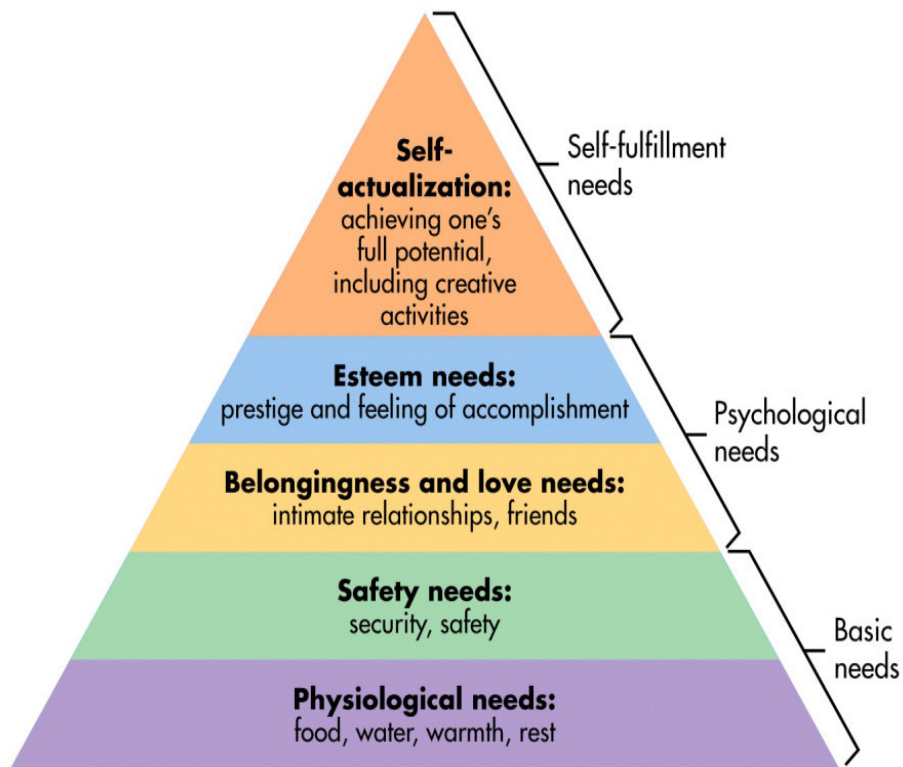 Self-
actualization:
achieving one's
full potential,
including creative
activities
Self-fulfillment
needs
Esteem needs:
prestige and feeling of accomplishment
Belongingness and love needs:
intimate relationships, friends
Psychological
needs
Safety needs:
security, safety
Physiological needs:
food, water, warmth, rest
Basic
needs